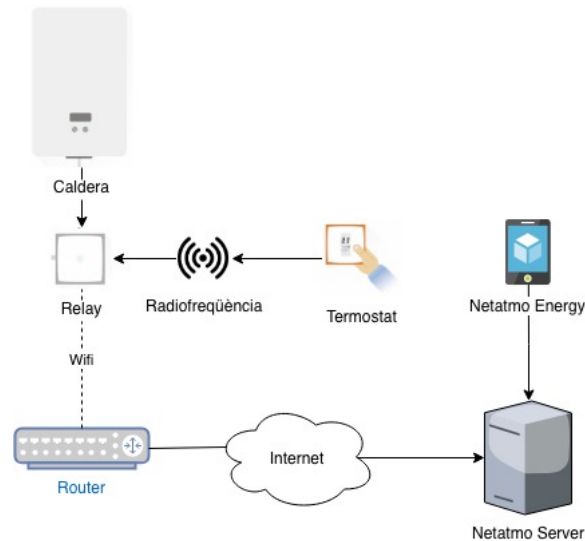 Caldera
Relay
Radiofreqüència
Termostat
Netatmo Energy
Wifi
Router
Internet
Netatmo Server